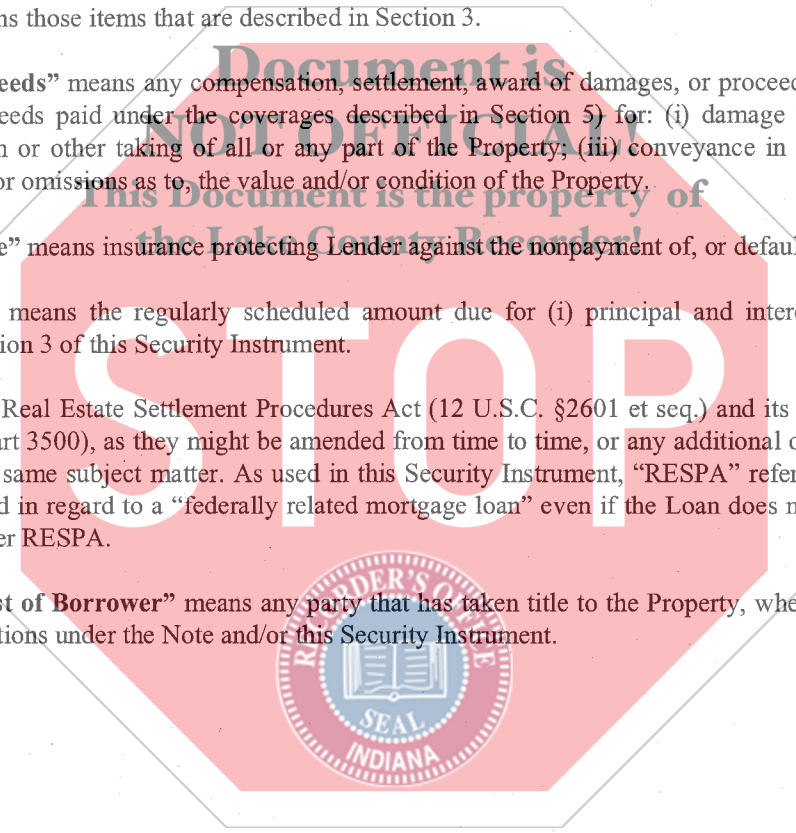 ns those items that are described in Section 3.
Document is
eeds” means any compensation, settlement, award of damages, or proceed
eeds paid under the coverages described in Section 5) for: (i) damage
NOT OFFICIAL!
n or other taking of all or any part of the Property; (iii) conveyance in
or omissions as to, the value and/or condition of the Property.
This Document is the property of
the Lake County Recorder!
e” means insurance protecting Lender against the nonpayment of, or defaul
means the regularly scheduled amount due for (i) principal and inter
ion 3 of this Security Instrument.
STOP
Real Estate Settlement Procedures Act (12 U.S.C. §2601 et seq.) and its
art 3500), as they might be amended from time to time, or any additional o
same subject matter. As used in this Security Instrument, “RESPA” refer
d in regard to a “federally related mortgage loan” even if the Loan does n
er RESPA.
st of Borrower” means any party that has taken title to the Property, whe
tions under the Note and/or this Security Instrument.
RECORDER'S OFFICE
SEAL
INDIANA